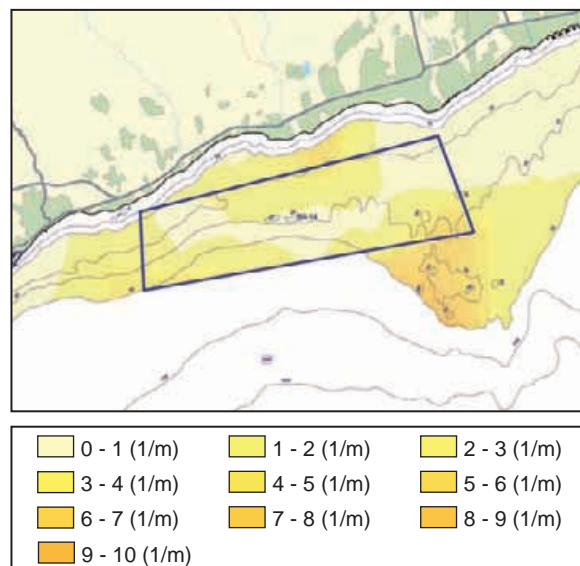 0 - 1 (1/m) 1 - 2 (1/m) 2 - 3 (1/m)
3 - 4 (1/m) 4 - 5 (1/m) 5 - 6 (1/m)
6 - 7 (1/m) 7 - 8 (1/m) 8 - 9 (1/m)
9 - 10 (1/m)